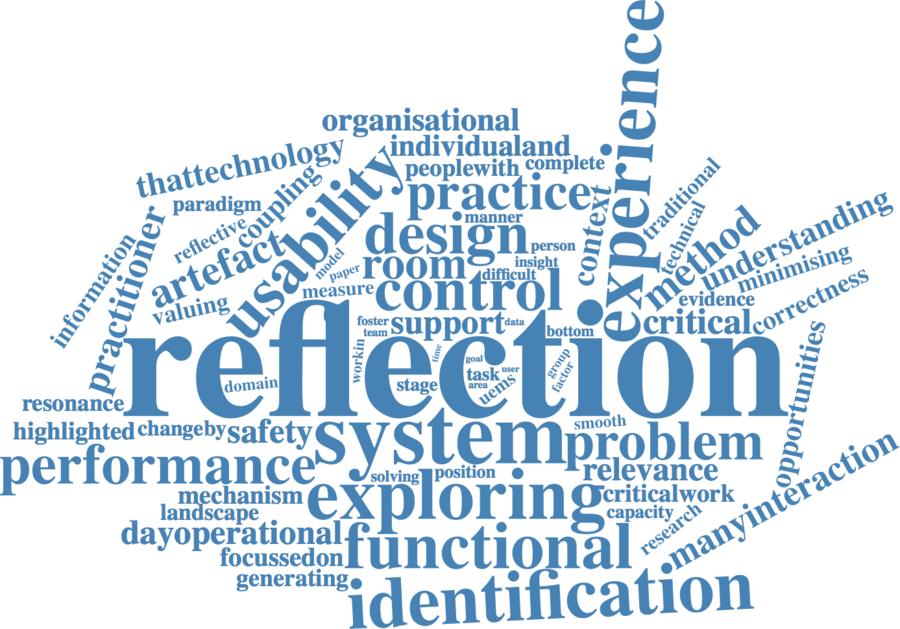 experience
organisational
thattechnology
individualand
peoplewith
complete
coupling
usability
practice
context
traditional
paradigm
manner
technical
understanding
practitioner
reflective
artefact
design
person
method
information
model
paper
room
insight
difficult
minimising
valuing
measure
control
evidence
correctness
foster
team
support
data
bottom
critical
reflection
workin
time
goal
task
user
area
uems
group
factor
domain
stage
opportunities
resonance
highlighted
changeby
safety
system
smooth
problem
performance
solving
position
relevance
mechanism
exploring
criticalwork
landscape
capacity
research
manyinteraction
dayoperational
functional
focussedon
generating
identification